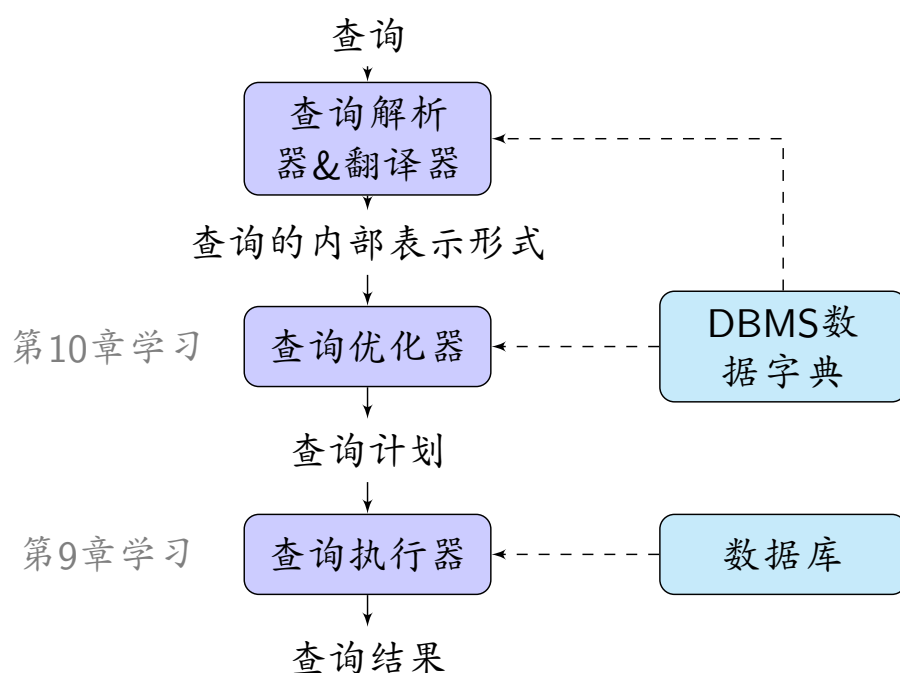 查询
查询解析
器&翻译器
查询的内部表示形式
第10章学习
查询优化器
DBMS数
据字典
查询计划
第9章学习
查询执行器
数据库
查询结果